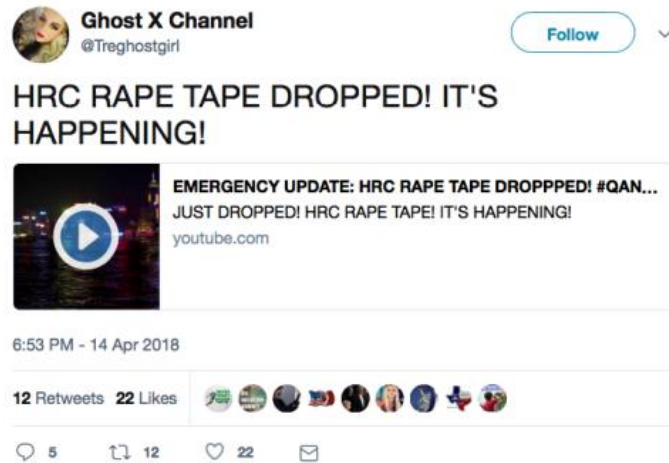 Ghost X Channel
@Treghostgirl
Follow
HRC RAPE TAPE DROPPED! IT'S
HAPPENING!
EMERGENCY UPDATE: HRC RAPE TAPE DROPPPED! #QAN...
JUST DROPPED! HRC RAPE TAPE! IT'S HAPPENING!
youtube.com
6:53 PM - 14 Apr 2018
12 Retweets 22 Likes
5 12 22